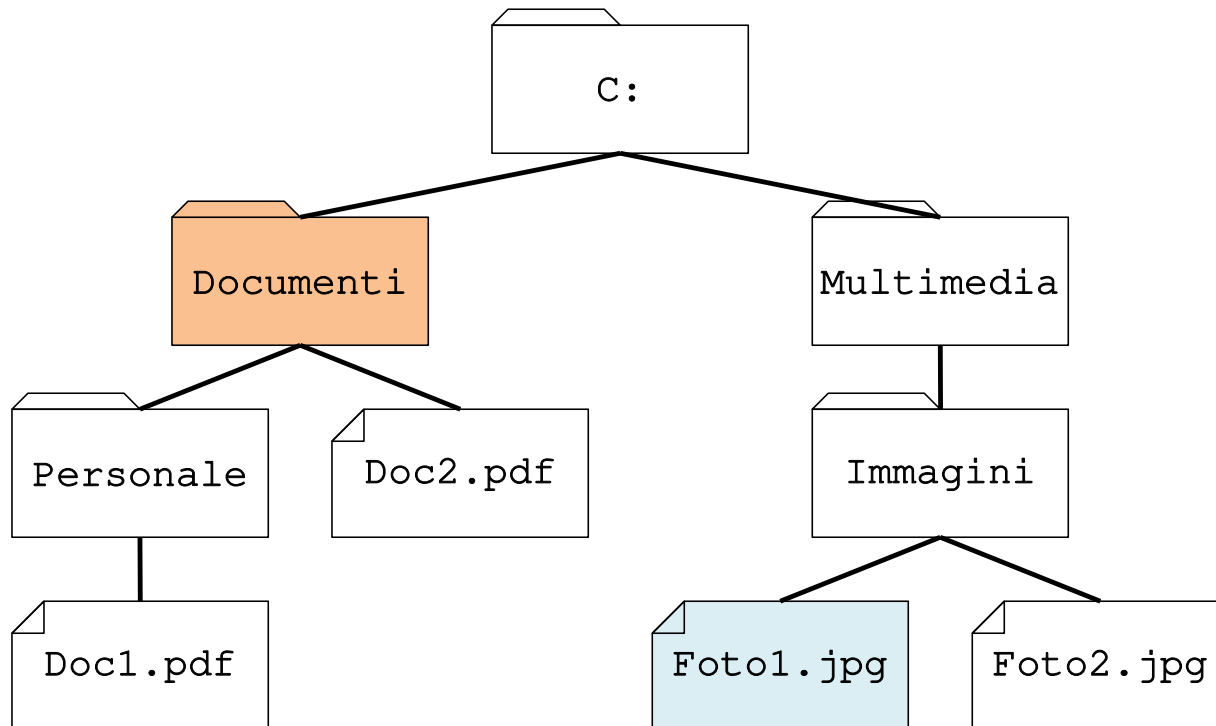 C:
Documenti
Multimedia
Personale
Doc2.pdf
Immagini
Doc1.pdf
Foto1.jpg
Foto2.jpg